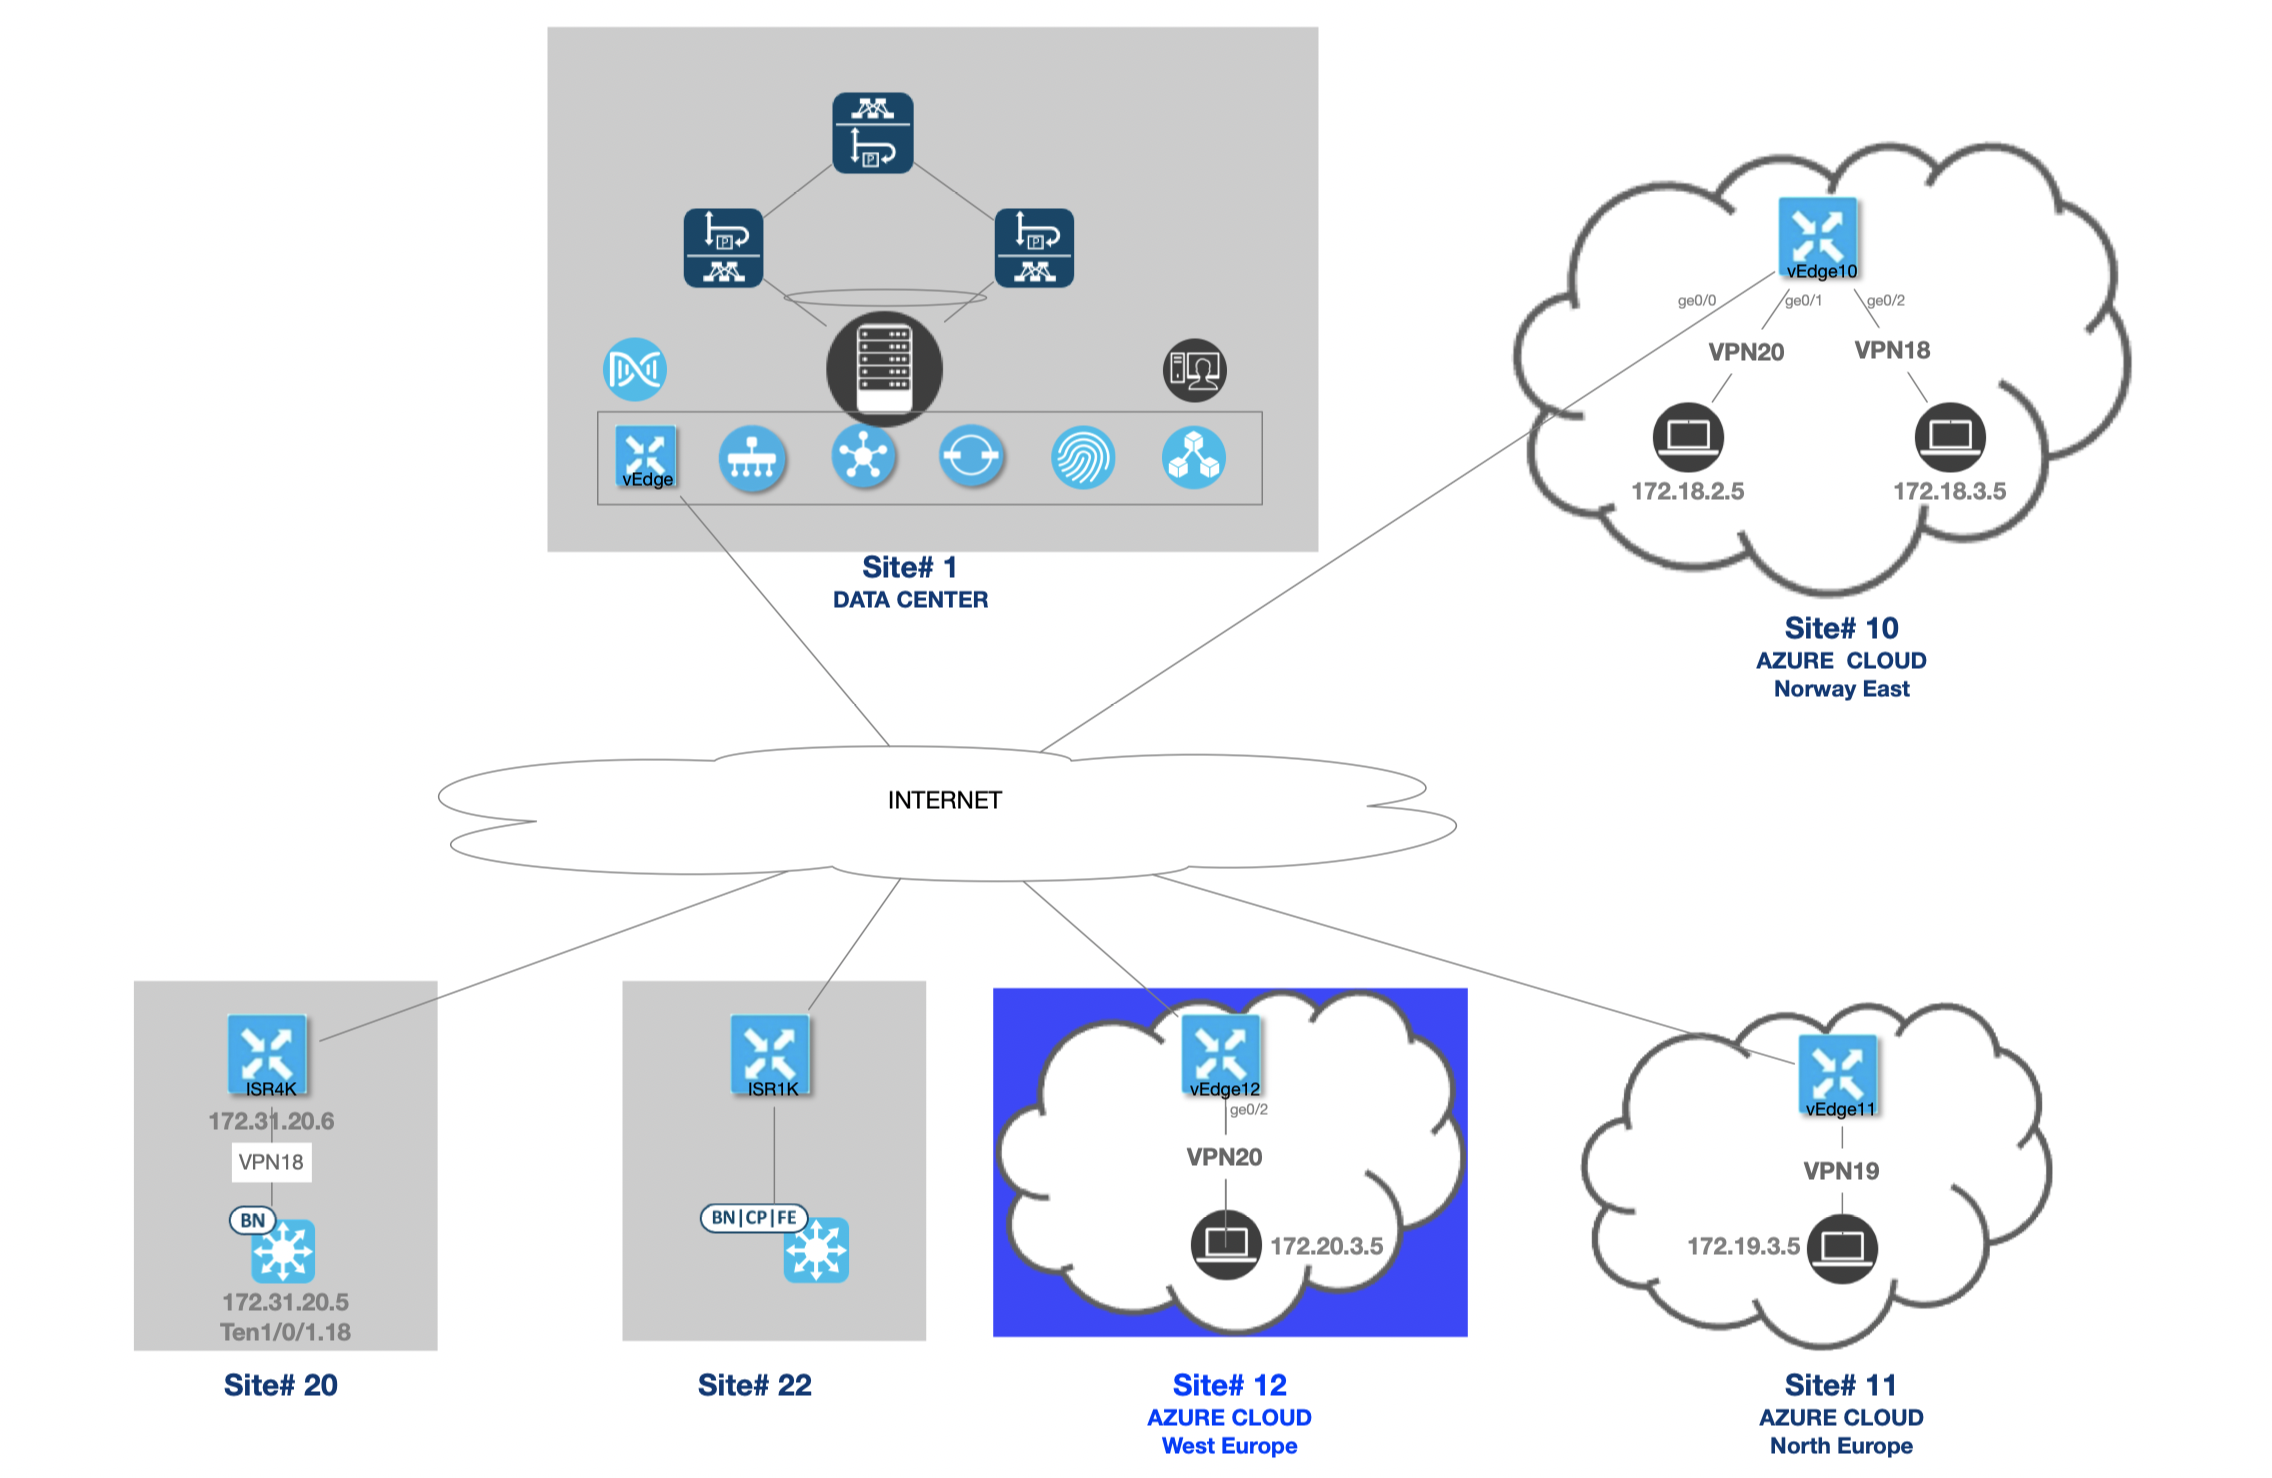 vEdge
Site# 1
DATA CENTER
vEdge10
ge0/0
ge0/1
ge0/2
VPN20
VPN18
172.18.2.5
172.18.3.5
Site# 10
AZURE CLOUD
Norway East
INTERNET
ISR4K
172.31.20.6
VPN18
BN
172.31.20.5
Ten1/0/1.18
Site# 20
ISR1K
BN|CP|FE
Site# 22
vEdge12
ge0/2
VPN20
172.20.3.5
Site# 12
AZURE CLOUD
West Europe
vEdge11
VPN19
172.19.3.5
Site# 11
AZURE CLOUD
North Europe